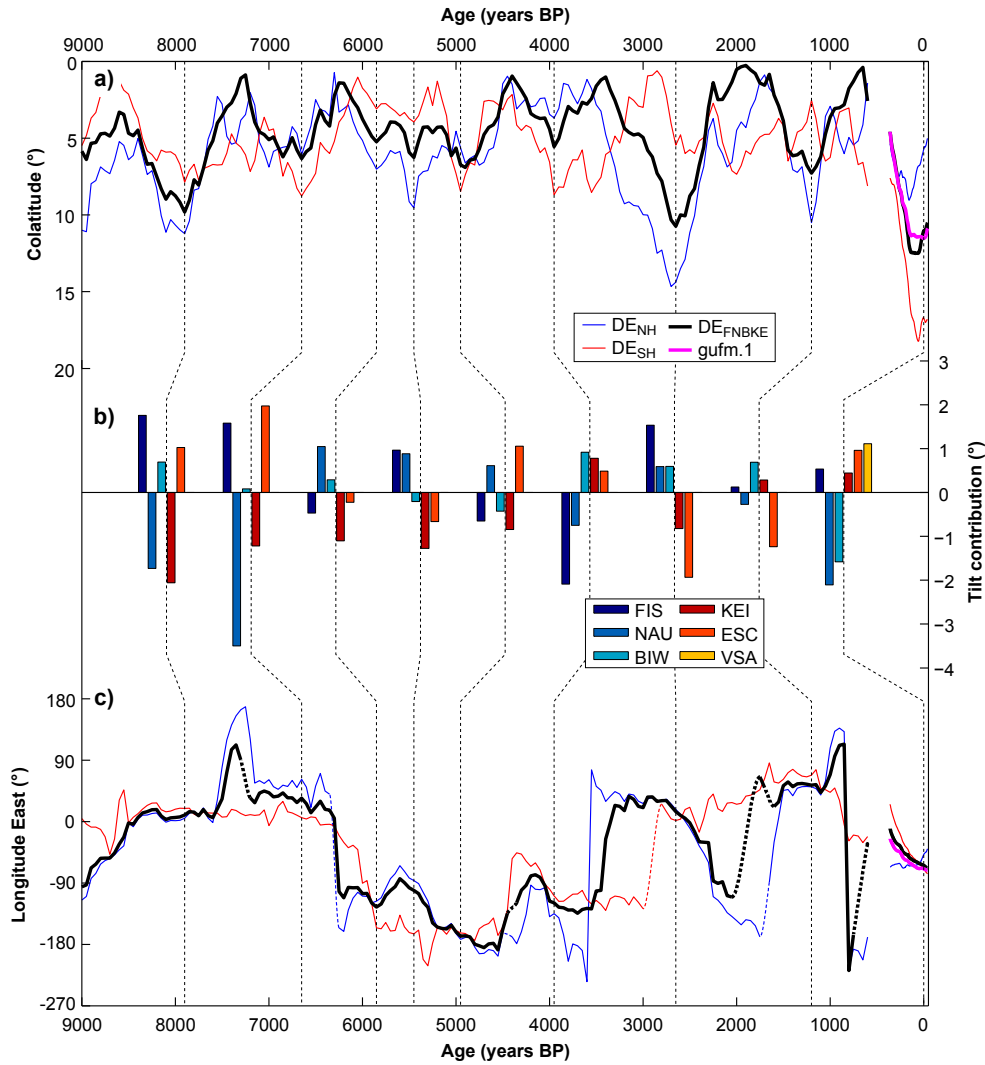 Age (years BP)
9000 8000 7000 6000 5000 4000 3000 2000 1000 0
a)
0
5
10
15
20
Colatitude (°)
DE_NH DE_FNBKE
DE_SH gufm.1
b)
3
2
1
0
−1
−2
−3
−4
Tilt contribution (°)
FIS KEI
NAU ESC
BIW VSA
c)
180
90
0
-90
-180
-270
Longitude East (°)
9000 8000 7000 6000 5000 4000 3000 2000 1000 0
Age (years BP)